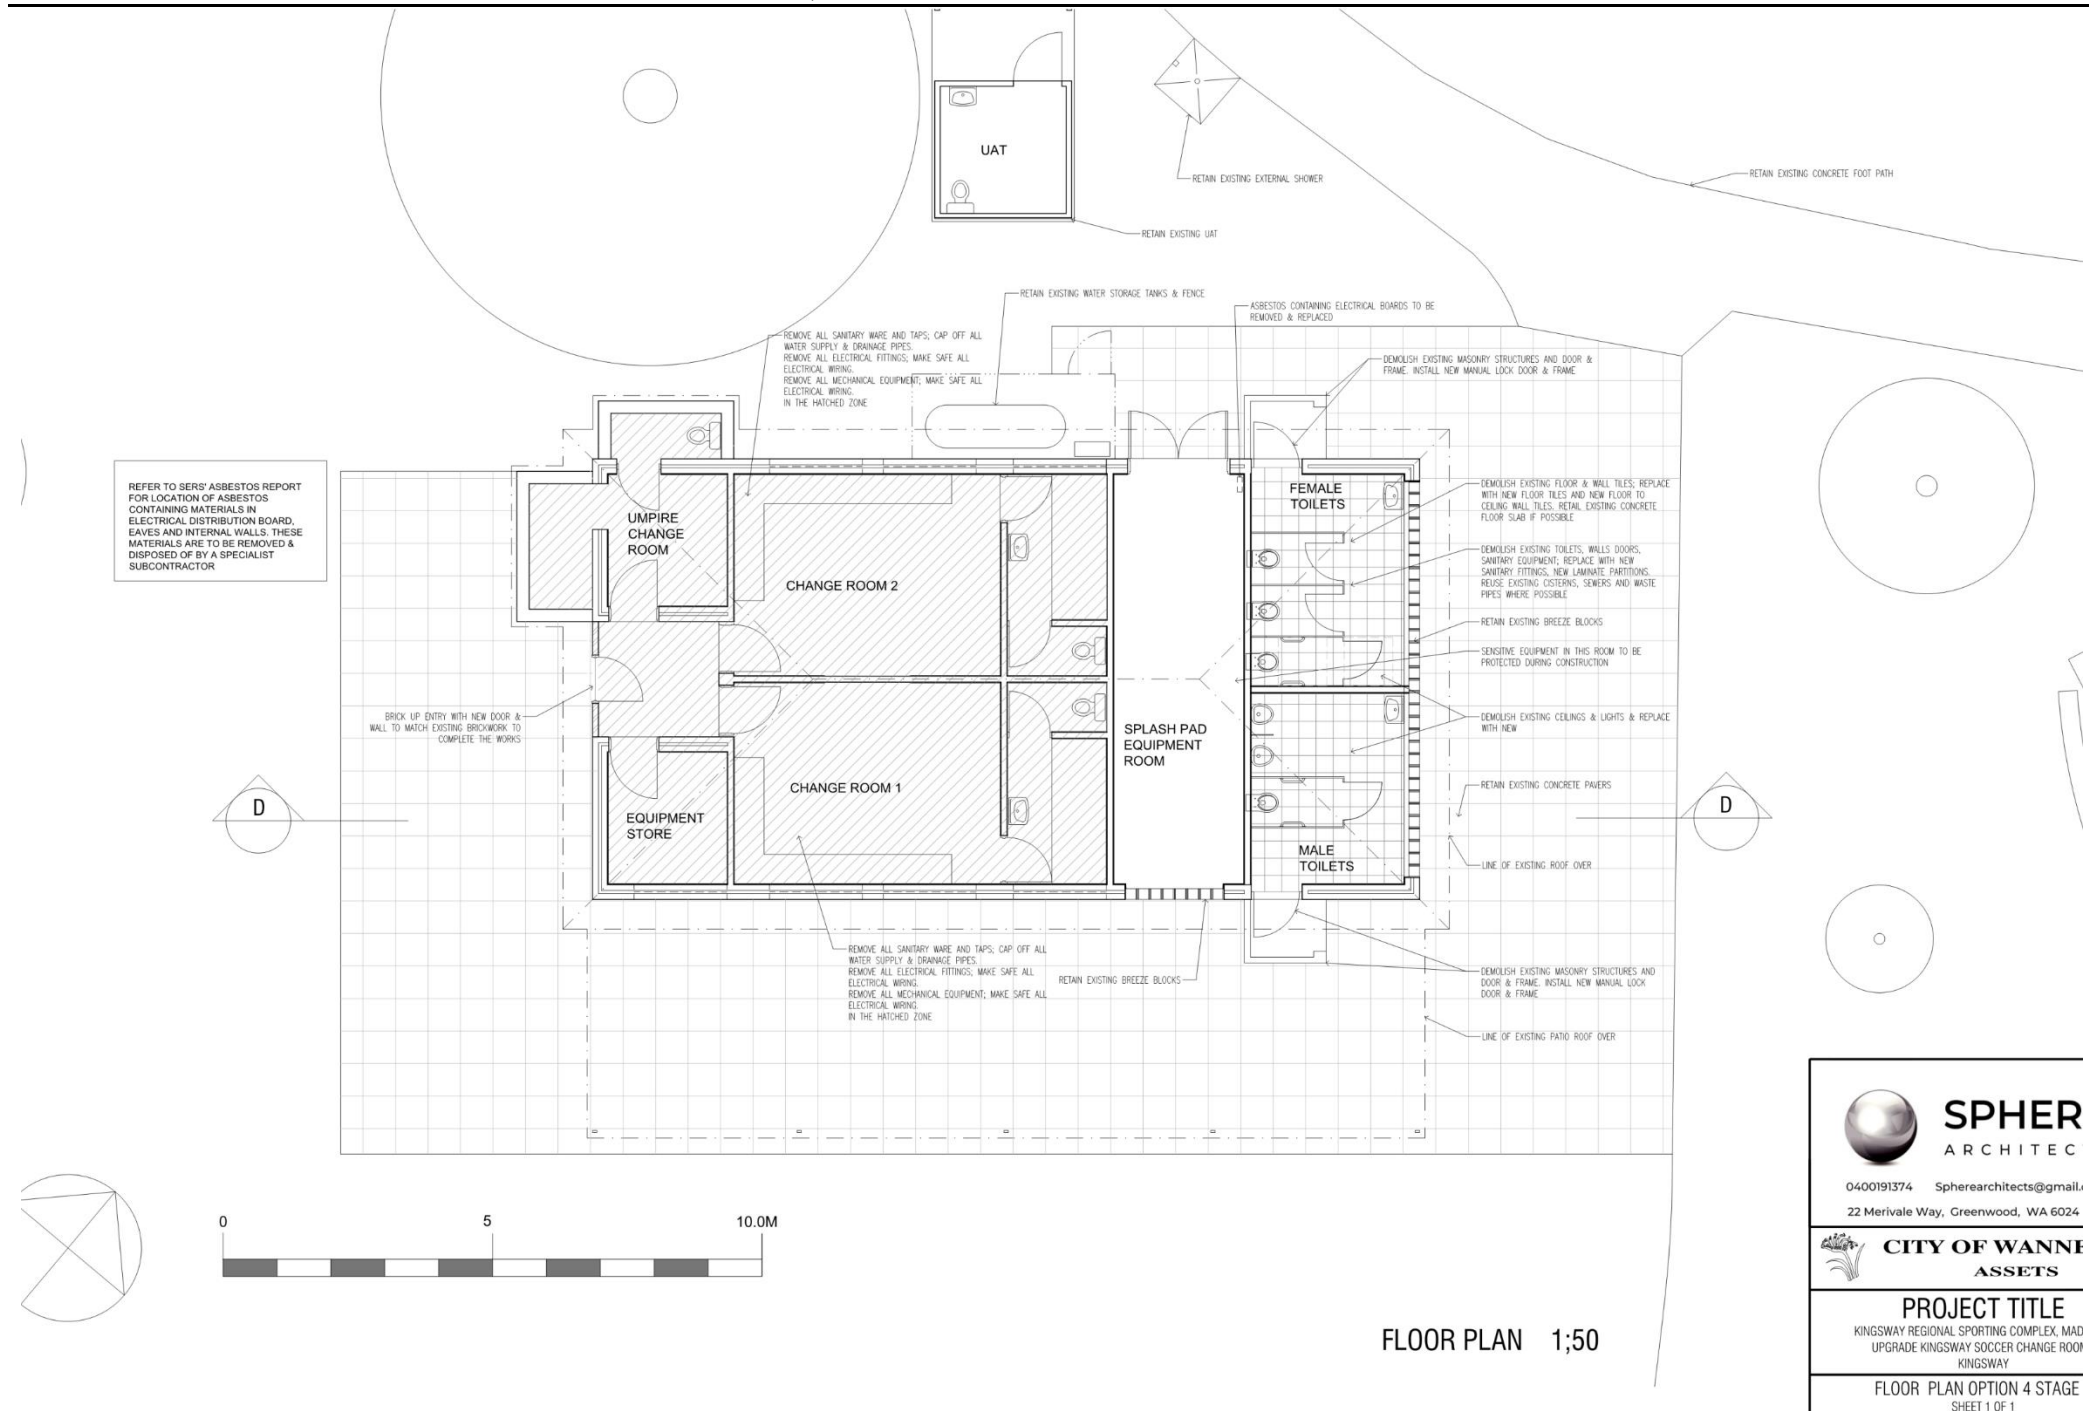 UAT
RETAIN EXISTING EXTERNAL SHOWER
RETAIN EXISTING CONCRETE FOOT PATH
RETAIN EXISTING UAT
RETAIN EXISTING WATER STORAGE TANKS & FENCE
ASBESTOS CONTAINING ELECTRICAL BOARDS TO BE
REMOVED & REPLACED
REMOVE ALL SANITARY WARE AND TAPS; CAP OFF ALL
WATER SUPPLY & DRAINAGE PIPES.
REMOVE ALL ELECTRICAL FITTINGS; MAKE SAFE ALL
ELECTRICAL WIRING.
REMOVE ALL MECHANICAL EQUIPMENT; MAKE SAFE ALL
ELECTRICAL WIRING.
IN THE HATCHED ZONE
DEMOLISH EXISTING MASONRY STRUCTURES AND DOOR &
FRAME. INSTALL NEW MANUAL LOCK DOOR & FRAME
REFER TO SERS' ASBESTOS REPORT
FOR LOCATION OF ASBESTOS
CONTAINING MATERIALS IN
ELECTRICAL DISTRIBUTION BOARD,
EAVES AND INTERNAL WALLS. THESE
MATERIALS ARE TO BE REMOVED &
DISPOSED OF BY A SPECIALIST
SUBCONTRACTOR
UMPIRE
CHANGE
ROOM
CHANGE ROOM 2
FEMALE
TOILETS
DEMOLISH EXISTING FLOOR & WALL TILES; REPLACE
WITH NEW FLOOR TILES AND NEW FLOOR TO
CEILING WALL TILES. RETAIL EXISTING CONCRETE
FLOOR SLAB IF POSSIBLE
DEMOLISH EXISTING TOILETS, WALLS DOORS,
SANITARY EQUIPMENT; REPLACE WITH NEW
SANITARY FITTINGS, NEW LAMINATE PARTITIONS.
REUSE EXISTING CISTERNS, SEWERS AND WASTE
PIPES WHERE POSSIBLE
RETAIN EXISTING BREEZE BLOCKS
SENSITIVE EQUIPMENT IN THIS ROOM TO BE
PROTECTED DURING CONSTRUCTION
BRICK UP ENTRY WITH NEW DOOR &
WALL TO MATCH EXISTING BRICKWORK TO
COMPLETE THE WORKS
SPLASH PAD
EQUIPMENT
ROOM
DEMOLISH EXISTING CEILINGS & LIGHTS & REPLACE
WITH NEW
RETAIN EXISTING CONCRETE PAVERS
D
EQUIPMENT
STORE
CHANGE ROOM 1
MALE
TOILETS
D
LINE OF EXISTING ROOF OVER
REMOVE ALL SANITARY WARE AND TAPS; CAP OFF ALL
WATER SUPPLY & DRAINAGE PIPES.
REMOVE ALL ELECTRICAL FITTINGS; MAKE SAFE ALL
ELECTRICAL WIRING.
REMOVE ALL MECHANICAL EQUIPMENT; MAKE SAFE ALL
ELECTRICAL WIRING.
IN THE HATCHED ZONE
RETAIN EXISTING BREEZE BLOCKS
DEMOLISH EXISTING MASONRY STRUCTURES AND
DOOR & FRAME. INSTALL NEW MANUAL LOCK
DOOR & FRAME
LINE OF EXISTING PATIO ROOF OVER
0 5 10.0M
FLOOR PLAN 1;50
SPHER
ARCHITEC
0400191374 Spherearchitects@gmail.
22 Merivale Way, Greenwood, WA 6024
CITY OF WANNE
ASSETS
PROJECT TITLE
KINGSWAY REGIONAL SPORTING COMPLEX, MAD
UPGRADE KINGSWAY SOCCER CHANGE ROOM
KINGSWAY
FLOOR PLAN OPTION 4 STAGE
SHEET 1 OF 1